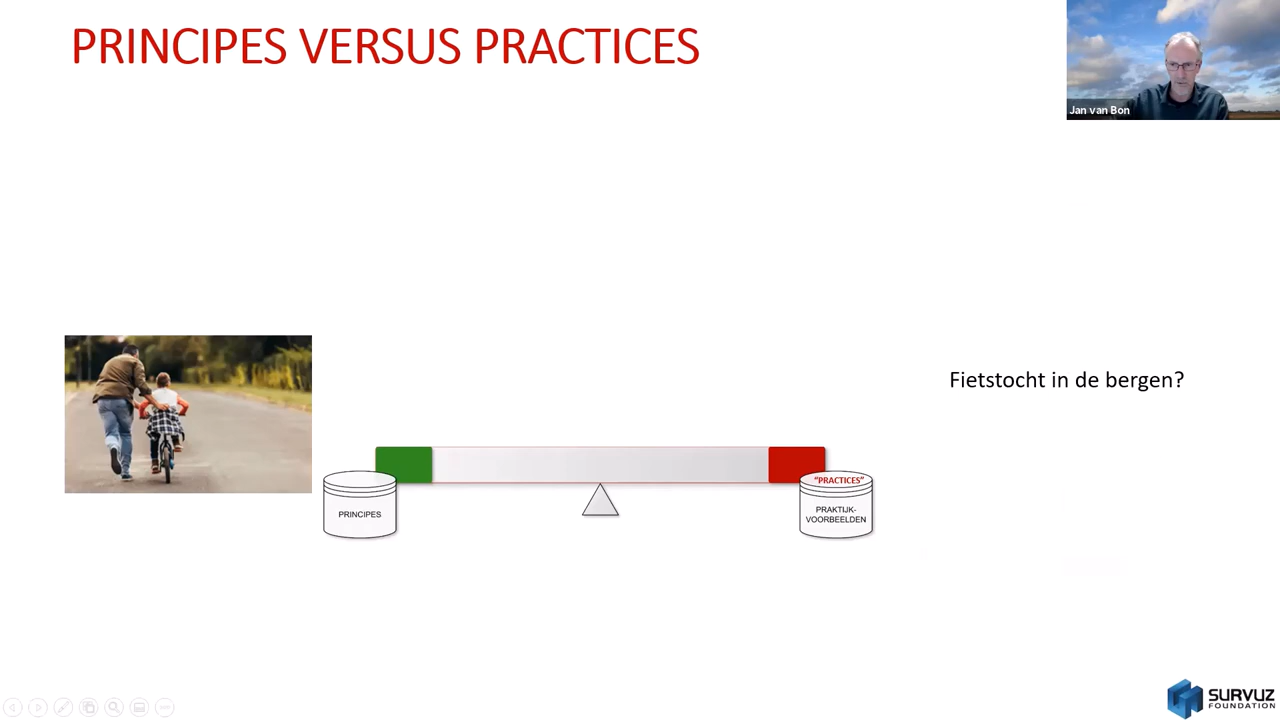 PRINCIPES VERSUS PRACTICES
Jan van Bon
Fietstocht in de bergen?
PRINCIPES
"PRACTICES"
PRAKTIJK-
VOORBEELDEN
SURVUZ
FOUNDATION